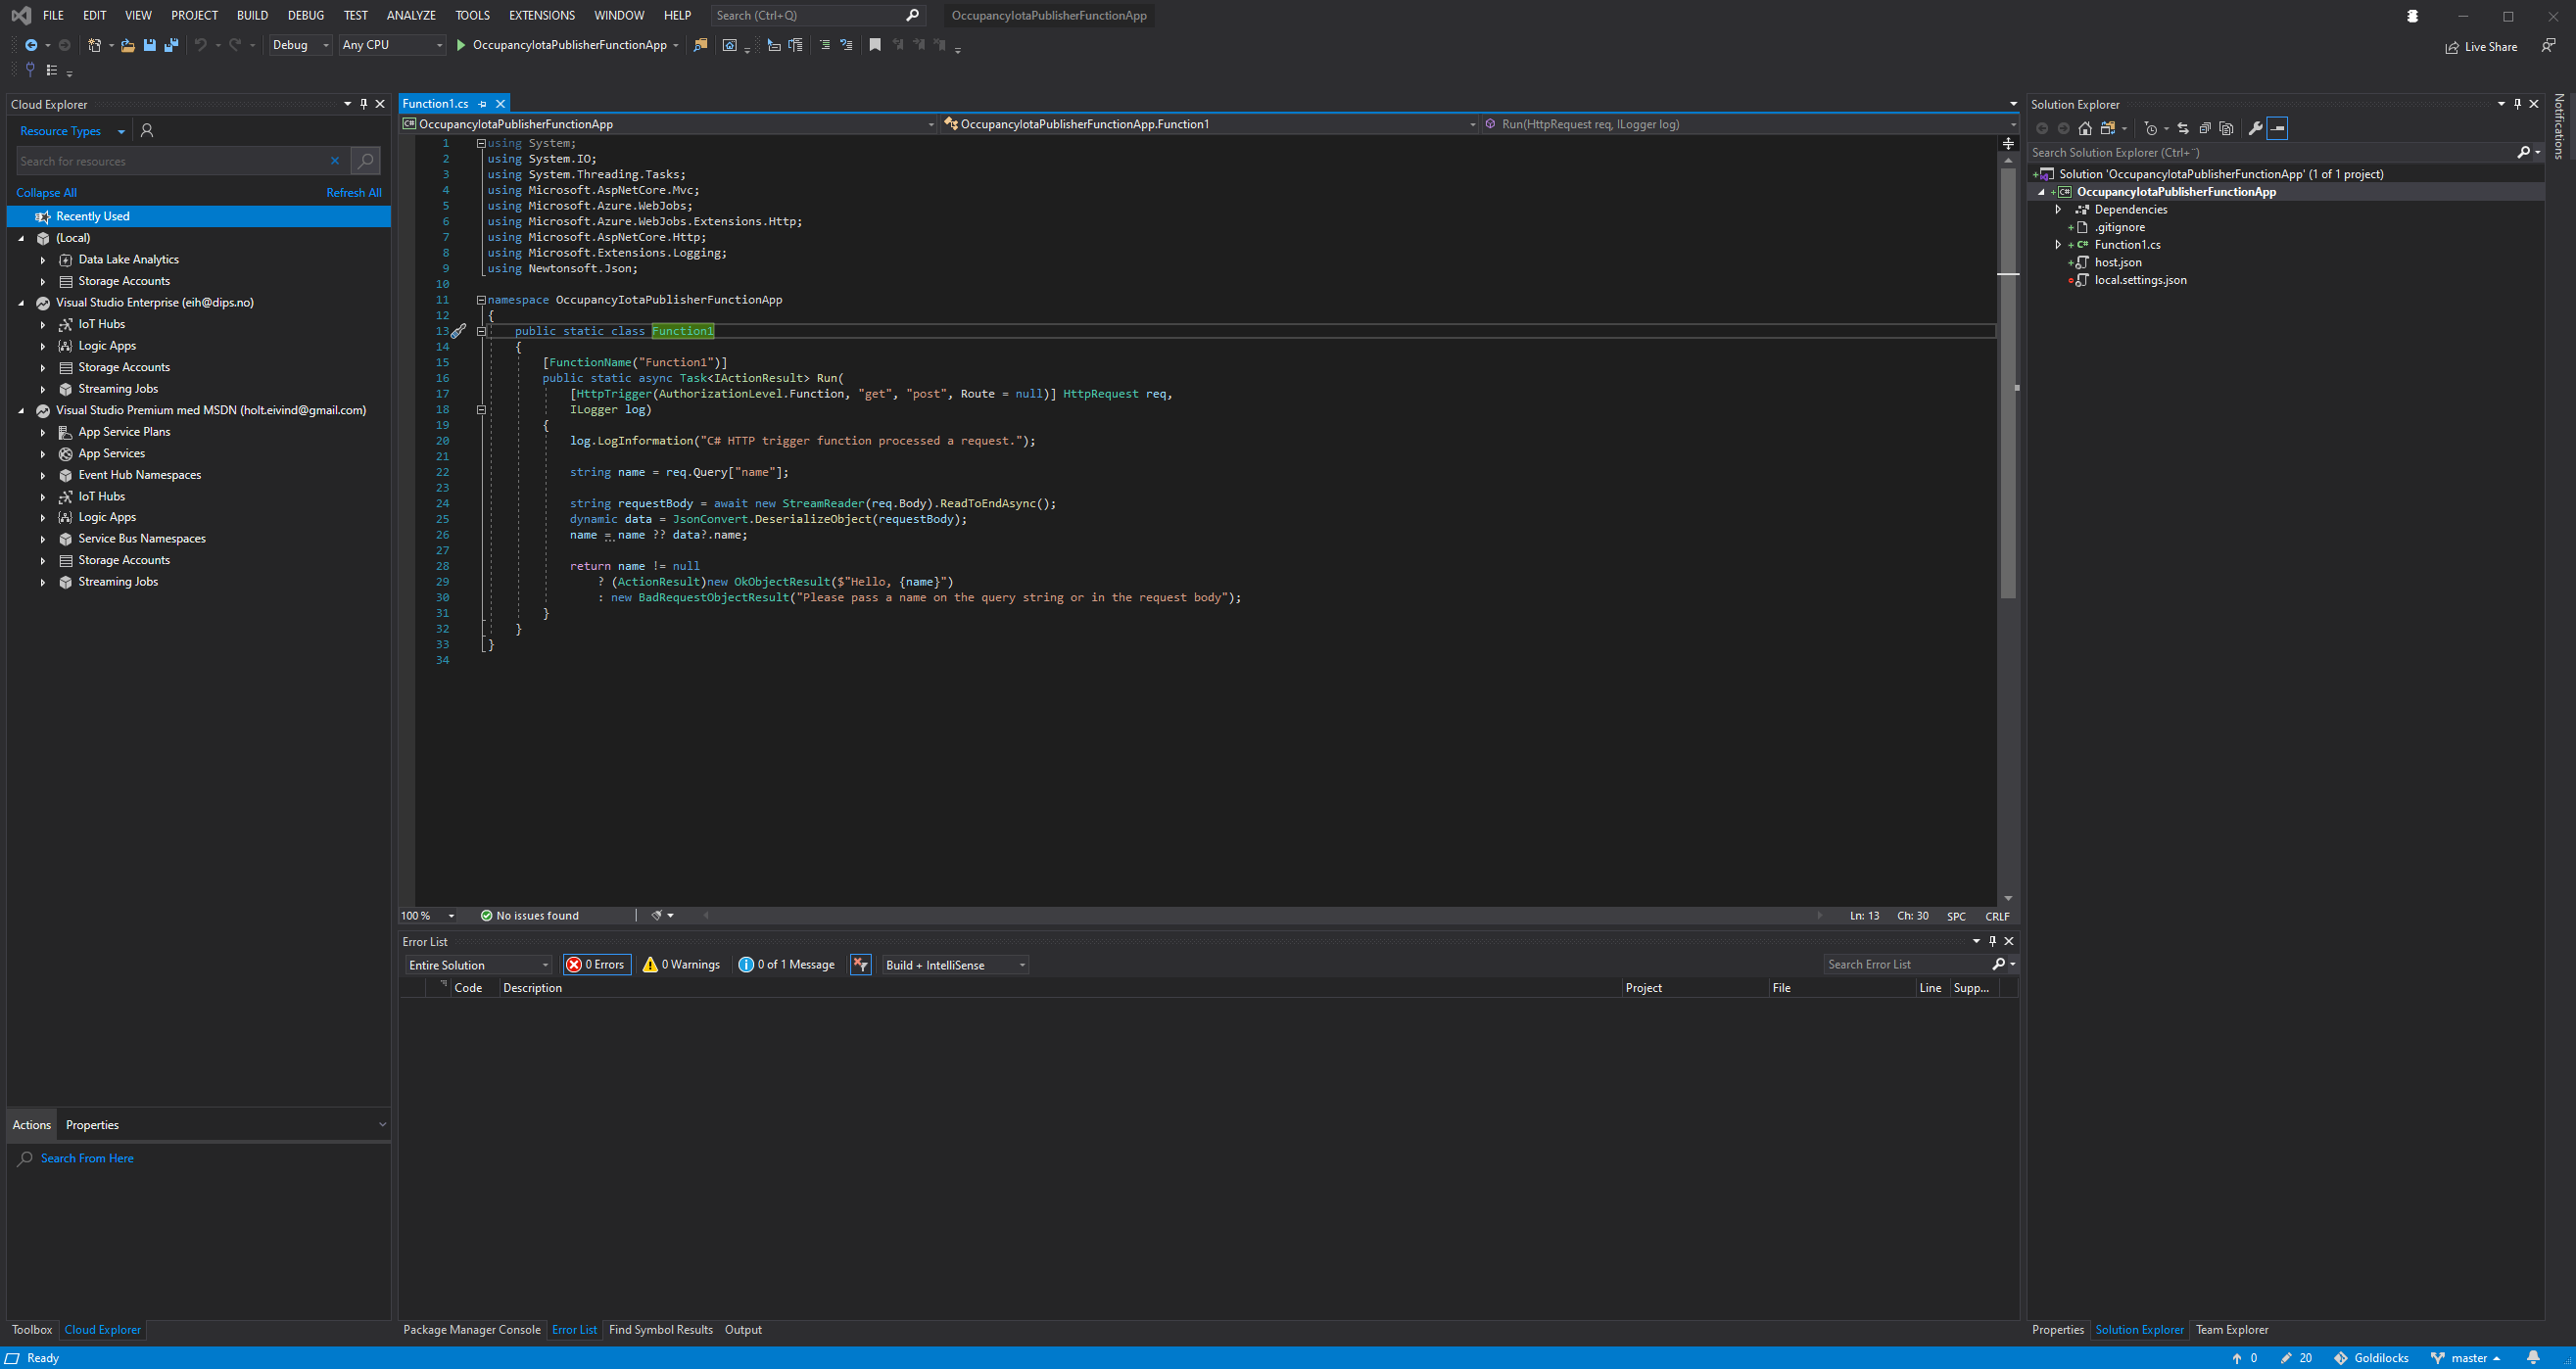 FILE EDIT VIEW PROJECT BUILD DEBUG TEST ANALYZE TOOLS EXTENSIONS WINDOW HELP Search (Ctrl+Q) OccupancyIotaPublisherFunctionApp
Debug Any CPU OccupancyIotaPublisherFunctionApp Live Share
Cloud Explorer
Resource Types
Search for resources
Collapse All Refresh All
Recently Used
(Local)
Data Lake Analytics
Storage Accounts
Visual Studio Enterprise (eih@dips.no)
IoT Hubs
Logic Apps
Storage Accounts
Streaming Jobs
Visual Studio Premium med MSDN (holt.eivind@gmail.com)
App Service Plans
App Services
Event Hub Namespaces
IoT Hubs
Logic Apps
Service Bus Namespaces
Storage Accounts
Streaming Jobs
Actions Properties
Search From Here
Toolbox Cloud Explorer
Function1.cs
OccupancyIotaPublisherFunctionApp OccupancyIotaPublisherFunctionApp.Function1 Run(HttpRequest req, ILogger log)
1 using System;
2 using System.IO;
3 using System.Threading.Tasks;
4 using Microsoft.AspNetCore.Mvc;
5 using Microsoft.Azure.WebJobs;
6 using Microsoft.Azure.WebJobs.Extensions.Http;
7 using Microsoft.AspNetCore.Http;
8 using Microsoft.Extensions.Logging;
9 using Newtonsoft.Json;
10
11 namespace OccupancyIotaPublisherFunctionApp
12 {
13 public static class Function1
14 {
15 [FunctionName("Function1")]
16 public static async Task<IActionResult> Run(
17 [HttpTrigger(AuthorizationLevel.Function, "get", "post", Route = null)] HttpRequest req,
18 ILogger log)
19 {
20 log.LogInformation("C# HTTP trigger function processed a request.");
21
22 string name = req.Query["name"];
23
24 string requestBody = await new StreamReader(req.Body).ReadToEndAsync();
25 dynamic data = JsonConvert.DeserializeObject(requestBody);
26 name = name ?? data?.name;
27
28 return name != null
29 ? (ActionResult)new OkObjectResult($"Hello, {name}")
30 : new BadRequestObjectResult("Please pass a name on the query string or in the request body");
31 }
32 }
33 }
34
100 % No issues found Ln: 13 Ch: 30 SPC CRLF
Error List
Entire Solution 0 Errors 0 Warnings 0 of 1 Message Build + IntelliSense Search Error List
Code Description Project File Line Supp...
Package Manager Console Error List Find Symbol Results Output
Solution Explorer
Search Solution Explorer (Ctrl+¨)
Solution 'OccupancyIotaPublisherFunctionApp' (1 of 1 project)
OccupancyIotaPublisherFunctionApp
Dependencies
.gitignore
C# Function1.cs
host.json
local.settings.json
Properties Solution Explorer Team Explorer
Notifications
Ready 0 20 Goldilocks master